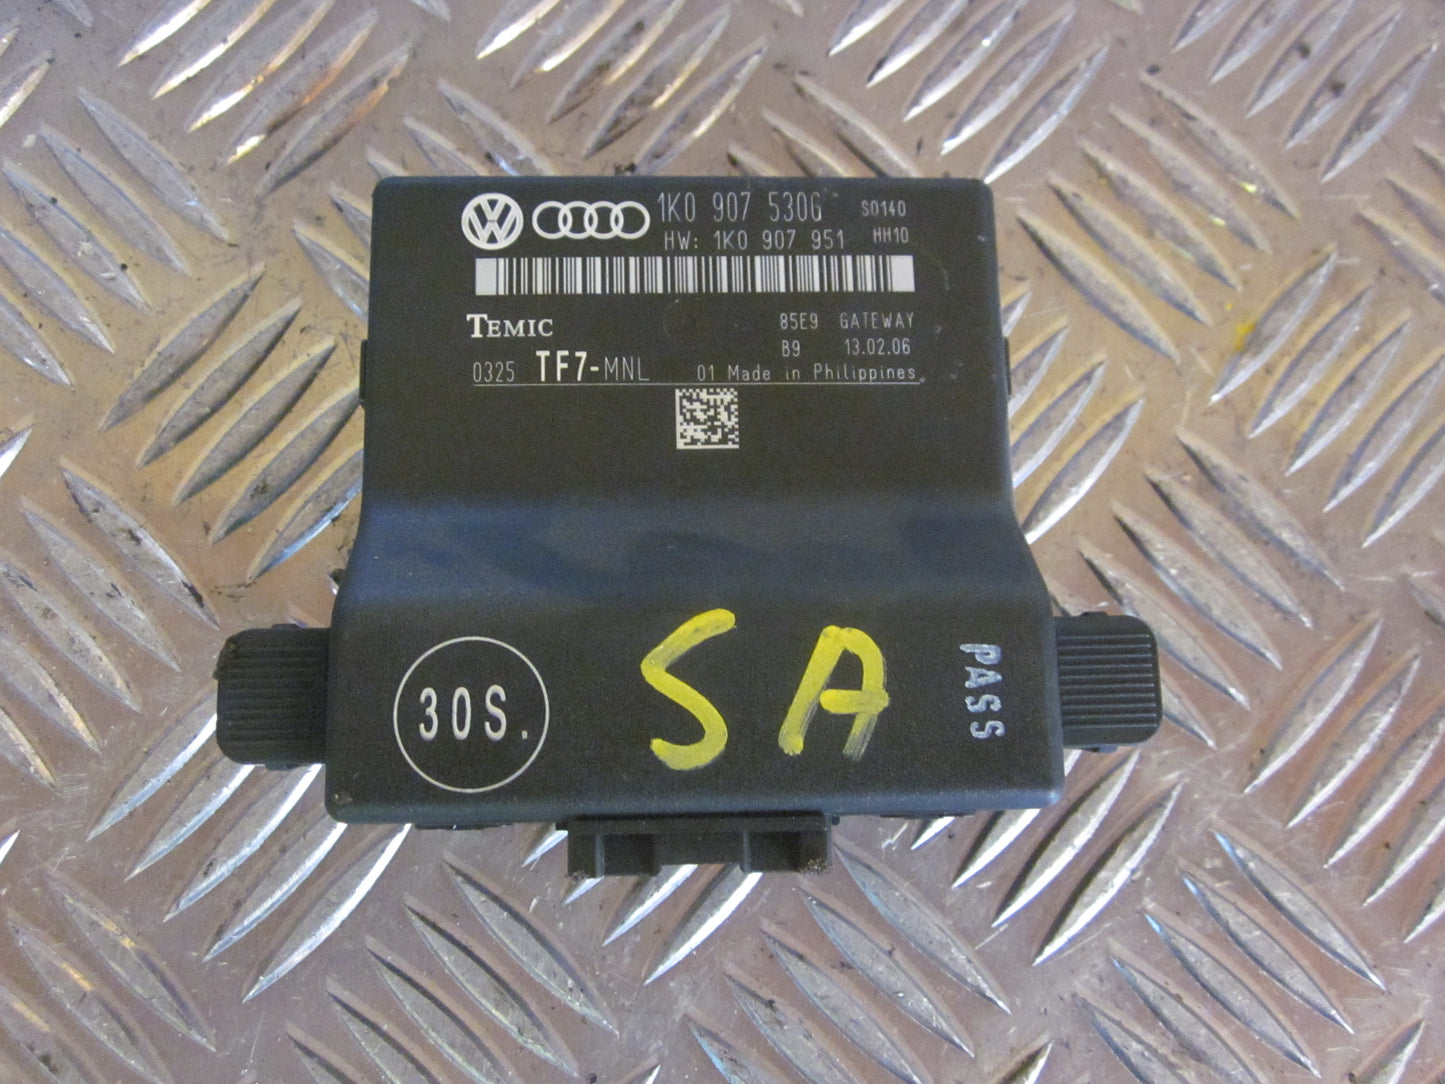 VW 1K0 907 530G S0140
HW: 1K0 907 951 HH10
TEMIC 85E9 GATEWAY
B9 13.02.06
0325 TF7-MNL 01 Made in Philippines
30S.
SA
PASS